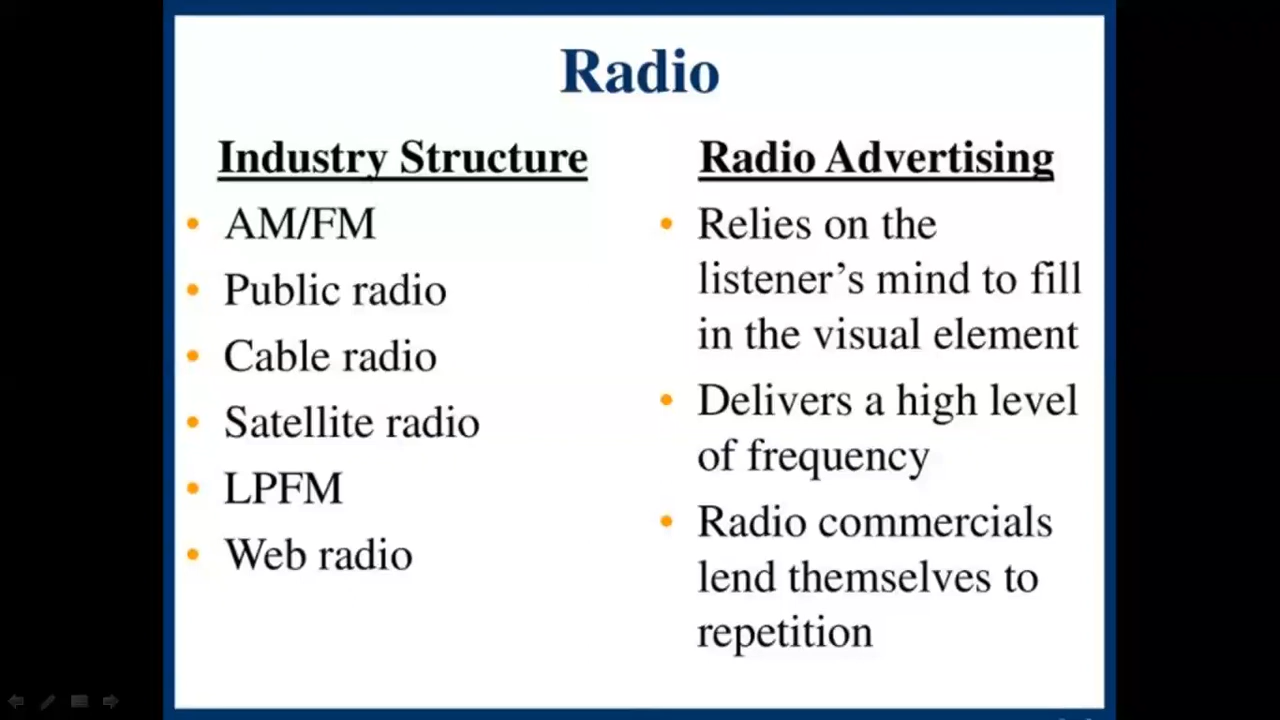 Radio
Industry Structure
AM/FM
Public radio
Cable radio
Satellite radio
LPFM
Web radio
Radio Advertising
Relies on the
listener’s mind to fill
in the visual element
Delivers a high level
of frequency
Radio commercials
lend themselves to
repetition